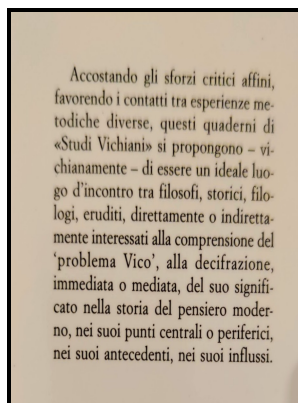 Accostando gli sforzi critici affini,
favorendo i contatti tra esperienze me-
todiche diverse, questi quaderni di
«Studi Vichiani» si propongono – vi-
chianamente – di essere un ideale luo-
go d'incontro tra filosofi, storici, filo-
logi, eruditi, direttamente o indiretta-
mente interessati alla comprensione del
'problema Vico', alla decifrazione,
immediata o mediata, del suo signifi-
cato nella storia del pensiero moder-
no, nei suoi punti centrali o periferici,
nei suoi antecedenti, nei suoi influssi.